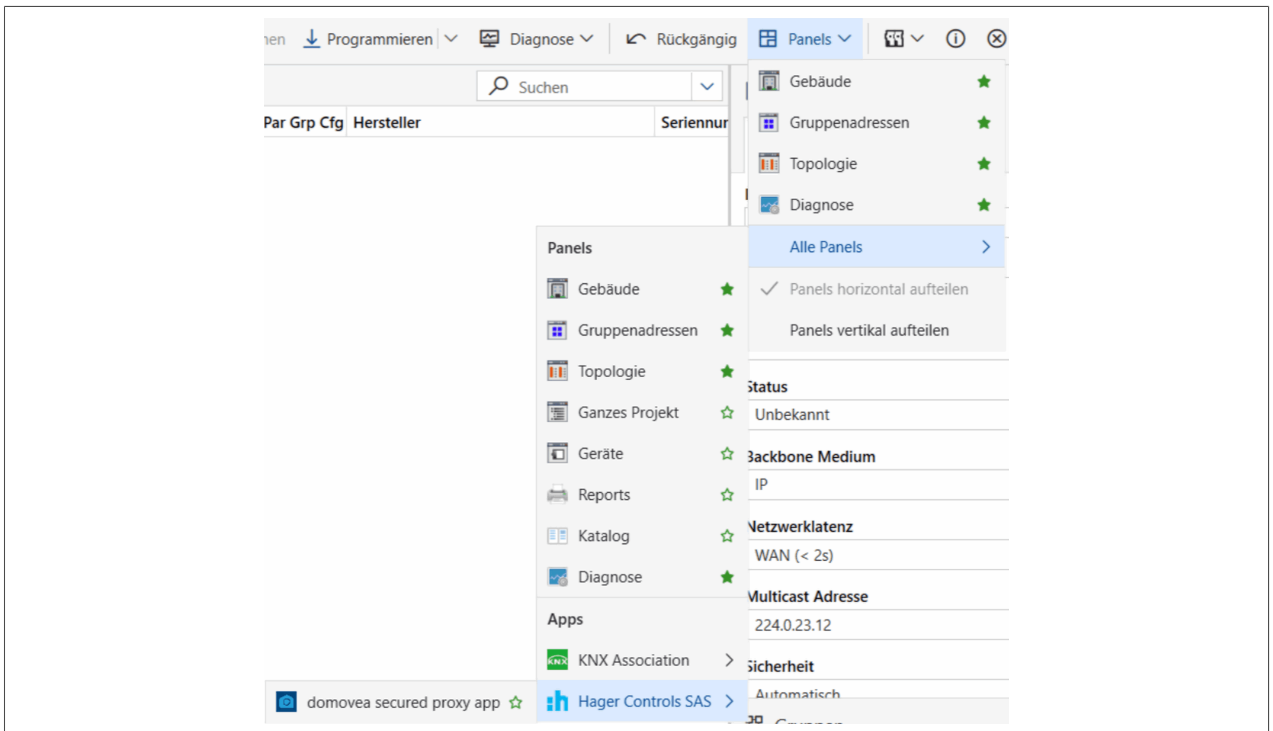 Programmieren Diagnose Rückgängig Panels
Suchen
Par Grp Cfg Hersteller Seriennur
Gebäude
Gruppenadressen
Topologie
Diagnose
Alle Panels
Panels horizontal aufteilen
Panels vertikal aufteilen
Panels
Gebäude
Gruppenadressen
Topologie
Ganzes Projekt
Geräte
Reports
Katalog
Diagnose
Apps
KNX
KNX Association
Hager Controls SAS
domovea secured proxy app
Status
Unbekannt
Backbone Medium
IP
Netzwerklatenz
WAN (< 2s)
Multicast Adresse
224.0.23.12
Sicherheit
Automatisch